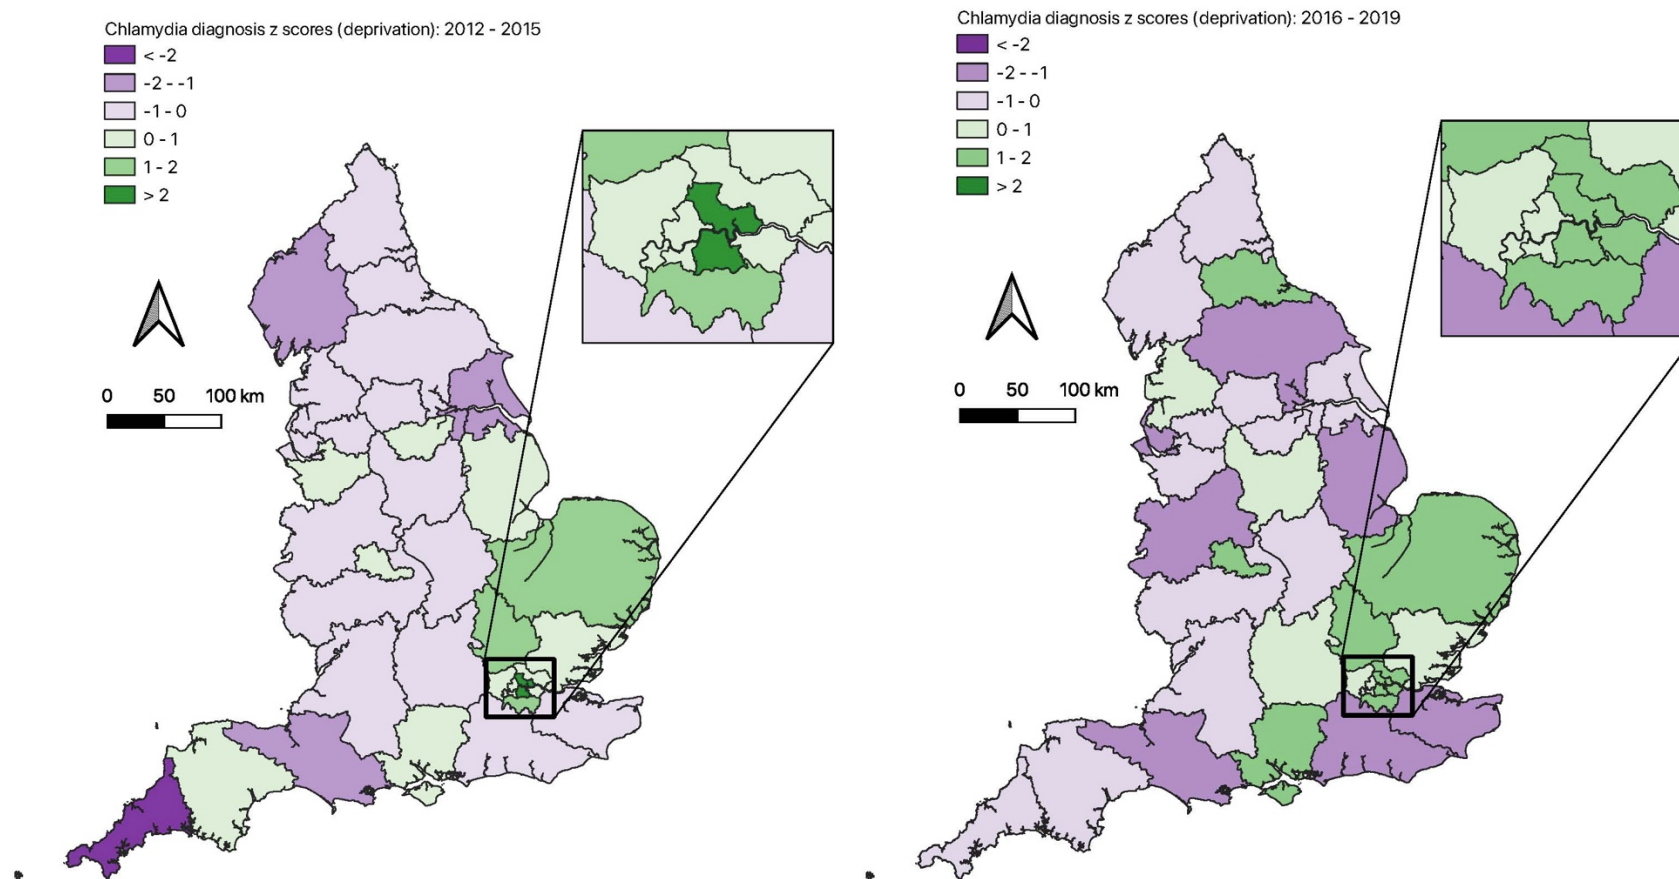 Chlamydia diagnosis z scores (deprivation): 2012 - 2015
< -2
-2 - -1
-1 - 0
0 - 1
1 - 2
> 2
0 50 100 km
Chlamydia diagnosis z scores (deprivation): 2016 - 2019
< -2
-2 - -1
-1 - 0
0 - 1
1 - 2
> 2
0 50 100 km